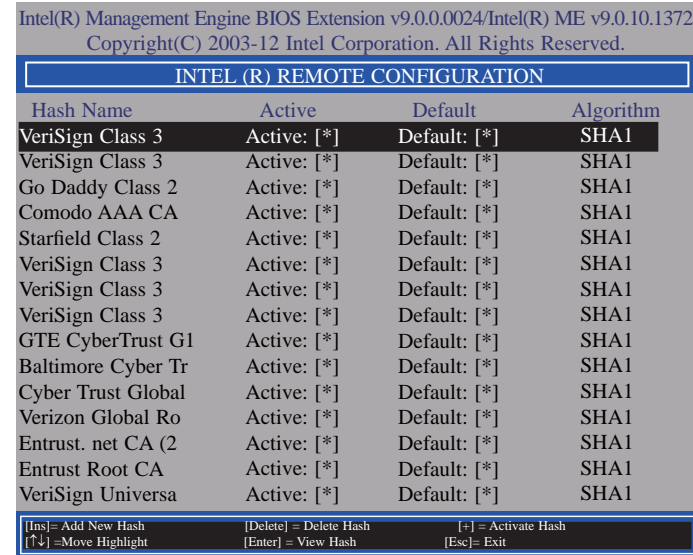 Intel(R) Management Engine BIOS Extension v9.0.0.0024/Intel(R) ME v9.0.10.1372
Copyright(C) 2003-12 Intel Corporation. All Rights Reserved.
INTEL (R) REMOTE CONFIGURATION
Hash Name Active Default Algorithm
VeriSign Class 3 Active: [*] Default: [*] SHA1
VeriSign Class 3 Active: [*] Default: [*] SHA1
Go Daddy Class 2 Active: [*] Default: [*] SHA1
Comodo AAA CA Active: [*] Default: [*] SHA1
Starfield Class 2 Active: [*] Default: [*] SHA1
VeriSign Class 3 Active: [*] Default: [*] SHA1
VeriSign Class 3 Active: [*] Default: [*] SHA1
VeriSign Class 3 Active: [*] Default: [*] SHA1
GTE CyberTrust G1 Active: [*] Default: [*] SHA1
Baltimore Cyber Tr Active: [*] Default: [*] SHA1
Cyber Trust Global Active: [*] Default: [*] SHA1
Verizon Global Ro Active: [*] Default: [*] SHA1
Entrust. net CA (2 Active: [*] Default: [*] SHA1
Entrust Root CA Active: [*] Default: [*] SHA1
VeriSign Universa Active: [*] Default: [*] SHA1
[Ins]= Add New Hash [Delete] = Delete Hash [+] = Activate Hash
[↑↓] =Move Highlight [Enter] = View Hash [Esc]= Exit